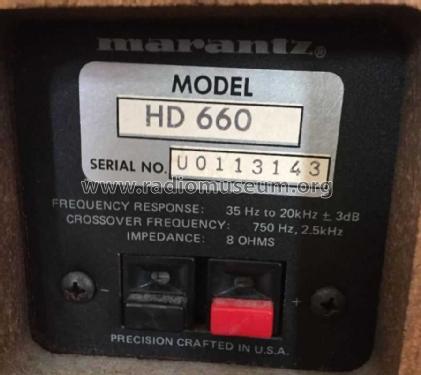 marantz®
MODEL
HD 660
SERIAL NO. U0113143
www.radiomuseum.org
FREQUENCY RESPONSE: 35 Hz to 20kHz ± 3dB
CROSSOVER FREQUENCY: 750 Hz, 2.5kHz
IMPEDANCE: 8 OHMS
- +
PRECISION CRAFTED IN U.S.A.